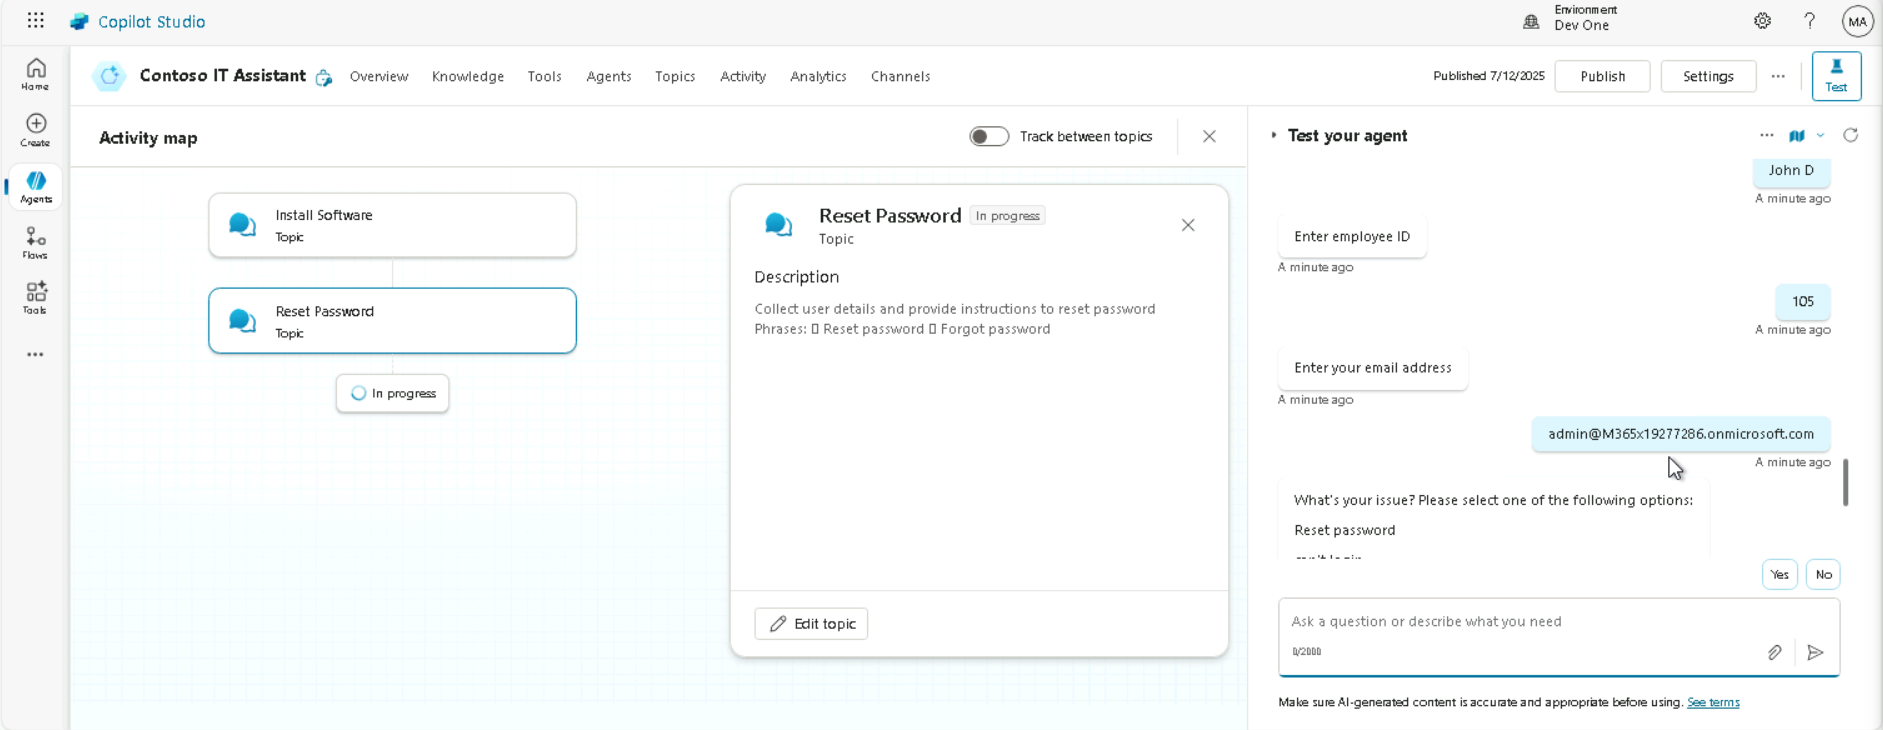 Copilot Studio
Environment
Dev One
MA
Home
Create
Agents
Flows
Tools
Contoso IT Assistant
Overview
Knowledge
Tools
Agents
Topics
Activity
Analytics
Channels
Published 7/12/2025
Publish
Settings
Test
Activity map
Track between topics
Install Software
Topic
Reset Password
Topic
In progress
Reset Password In progress
Topic
Description
Collect user details and provide instructions to reset password
Phrases: Reset password Forgot password
Edit topic
Test your agent
John D
A minute ago
Enter employee ID
A minute ago
105
A minute ago
Enter your email address
A minute ago
admin@M365x19277286.onmicrosoft.com
A minute ago
What's your issue? Please select one of the following options:
Reset password
Yes
No
Ask a question or describe what you need
0/2000
Make sure AI-generated content is accurate and appropriate before using. See terms